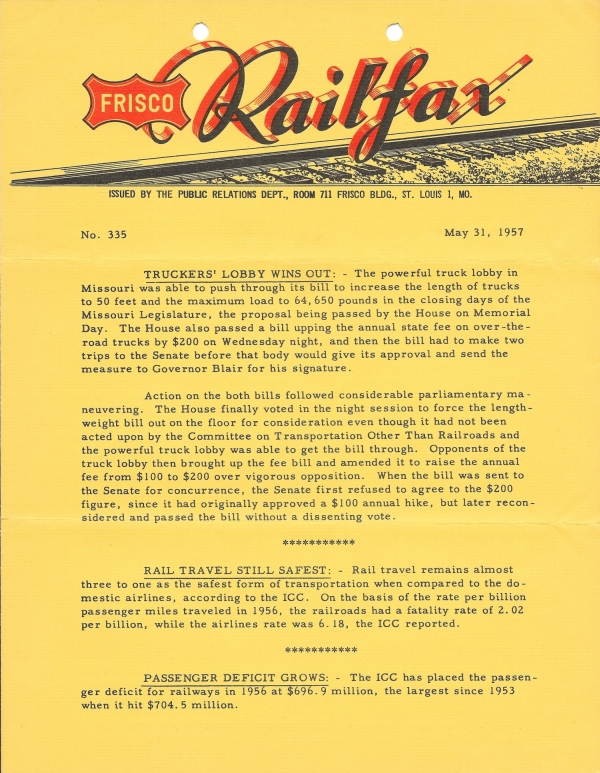 FRISCO
Railfax
ISSUED BY THE PUBLIC RELATIONS DEPT., ROOM 711 FRISCO BLDG., ST. LOUIS 1, MO.
No. 335
May 31, 1957
TRUCKERS' LOBBY WINS OUT: - The powerful truck lobby in
Missouri was able to push through its bill to increase the length of trucks
to 50 feet and the maximum load to 64,650 pounds in the closing days of the
Missouri Legislature, the proposal being passed by the House on Memorial
Day. The House also passed a bill upping the annual state fee on over-the-
road trucks by $200 on Wednesday night, and then the bill had to make two
trips to the Senate before that body would give its approval and send the
measure to Governor Blair for his signature.
Action on the both bills followed considerable parliamentary ma-
neuvering. The House finally voted in the night session to force the length-
weight bill out on the floor for consideration even though it had not been
acted upon by the Committee on Transportation Other Than Railroads and
the powerful truck lobby was able to get the bill through. Opponents of the
truck lobby then brought up the fee bill and amended it to raise the annual
fee from $100 to $200 over vigorous opposition. When the bill was sent to
the Senate for concurrence, the Senate first refused to agree to the $200
figure, since it had originally approved a $100 annual hike, but later recon-
sidered and passed the bill without a dissenting vote.
***********
RAIL TRAVEL STILL SAFEST: - Rail travel remains almost
three to one as the safest form of transportation when compared to the do-
mestic airlines, according to the ICC. On the basis of the rate per billion
passenger miles traveled in 1956, the railroads had a fatality rate of 2.02
per billion, while the airlines rate was 6.18, the ICC reported.
***********
PASSENGER DEFICIT GROWS: - The ICC has placed the passen-
ger deficit for railways in 1956 at $696.9 million, the largest since 1953
when it hit $704.5 million.